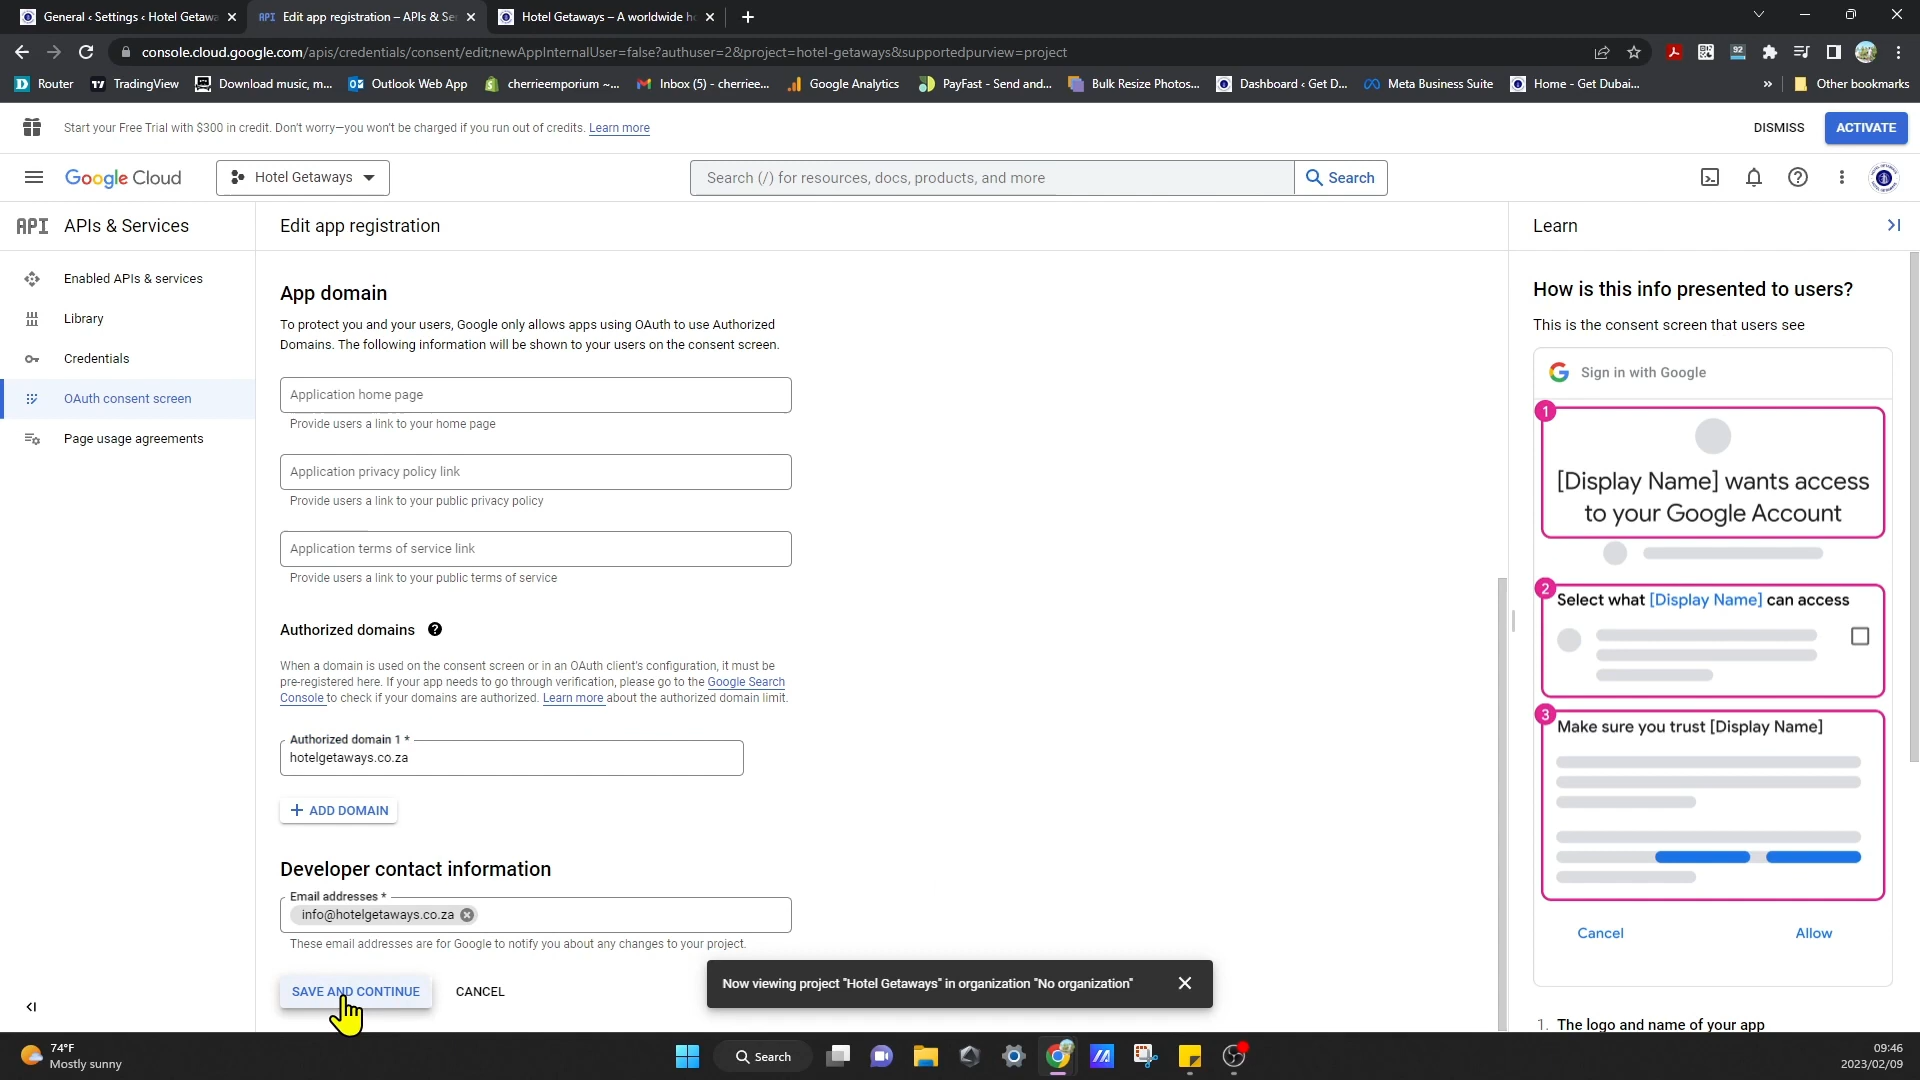 General ‹ Settings ‹ Hotel Getawa
API Edit app registration – APIs & Se
Hotel Getaways – A worldwide h
console.cloud.google.com/apis/credentials/consent/edit;newAppInternalUser=false?authuser=2&project=hotel-getaways&supportedpurview=project
92
Router
TradingView
Download music, m...
Outlook Web App
cherrieemporium ~...
Inbox (5) - cherriee...
Google Analytics
PayFast - Send and...
Bulk Resize Photos...
Dashboard ‹ Get D...
Meta Business Suite
Home - Get Dubai...
»
Other bookmarks
Start your Free Trial with $300 in credit. Don't worry—you won't be charged if you run out of credits. Learn more
DISMISS
ACTIVATE
Google Cloud
Hotel Getaways
Search (/) for resources, docs, products, and more
Search
API APIs & Services
Edit app registration
Learn
Enabled APIs & services
Library
Credentials
OAuth consent screen
Page usage agreements
App domain
To protect you and your users, Google only allows apps using OAuth to use Authorized
Domains. The following information will be shown to your users on the consent screen.
Application home page
Provide users a link to your home page
Application privacy policy link
Provide users a link to your public privacy policy
Application terms of service link
Provide users a link to your public terms of service
Authorized domains
When a domain is used on the consent screen or in an OAuth client's configuration, it must be
pre-registered here. If your app needs to go through verification, please go to the Google Search
Console to check if your domains are authorized. Learn more about the authorized domain limit.
Authorized domain 1 *
hotelgetaways.co.za
+ ADD DOMAIN
Developer contact information
Email addresses *
info@hotelgetaways.co.za
These email addresses are for Google to notify you about any changes to your project.
SAVE AND CONTINUE
CANCEL
Now viewing project "Hotel Getaways" in organization "No organization"
How is this info presented to users?
This is the consent screen that users see
Sign in with Google
1
[Display Name] wants access
to your Google Account
2
Select what [Display Name] can access
3
Make sure you trust [Display Name]
Cancel
Allow
1. The logo and name of your app
74°F
Mostly sunny
Search
09:46
2023/02/09